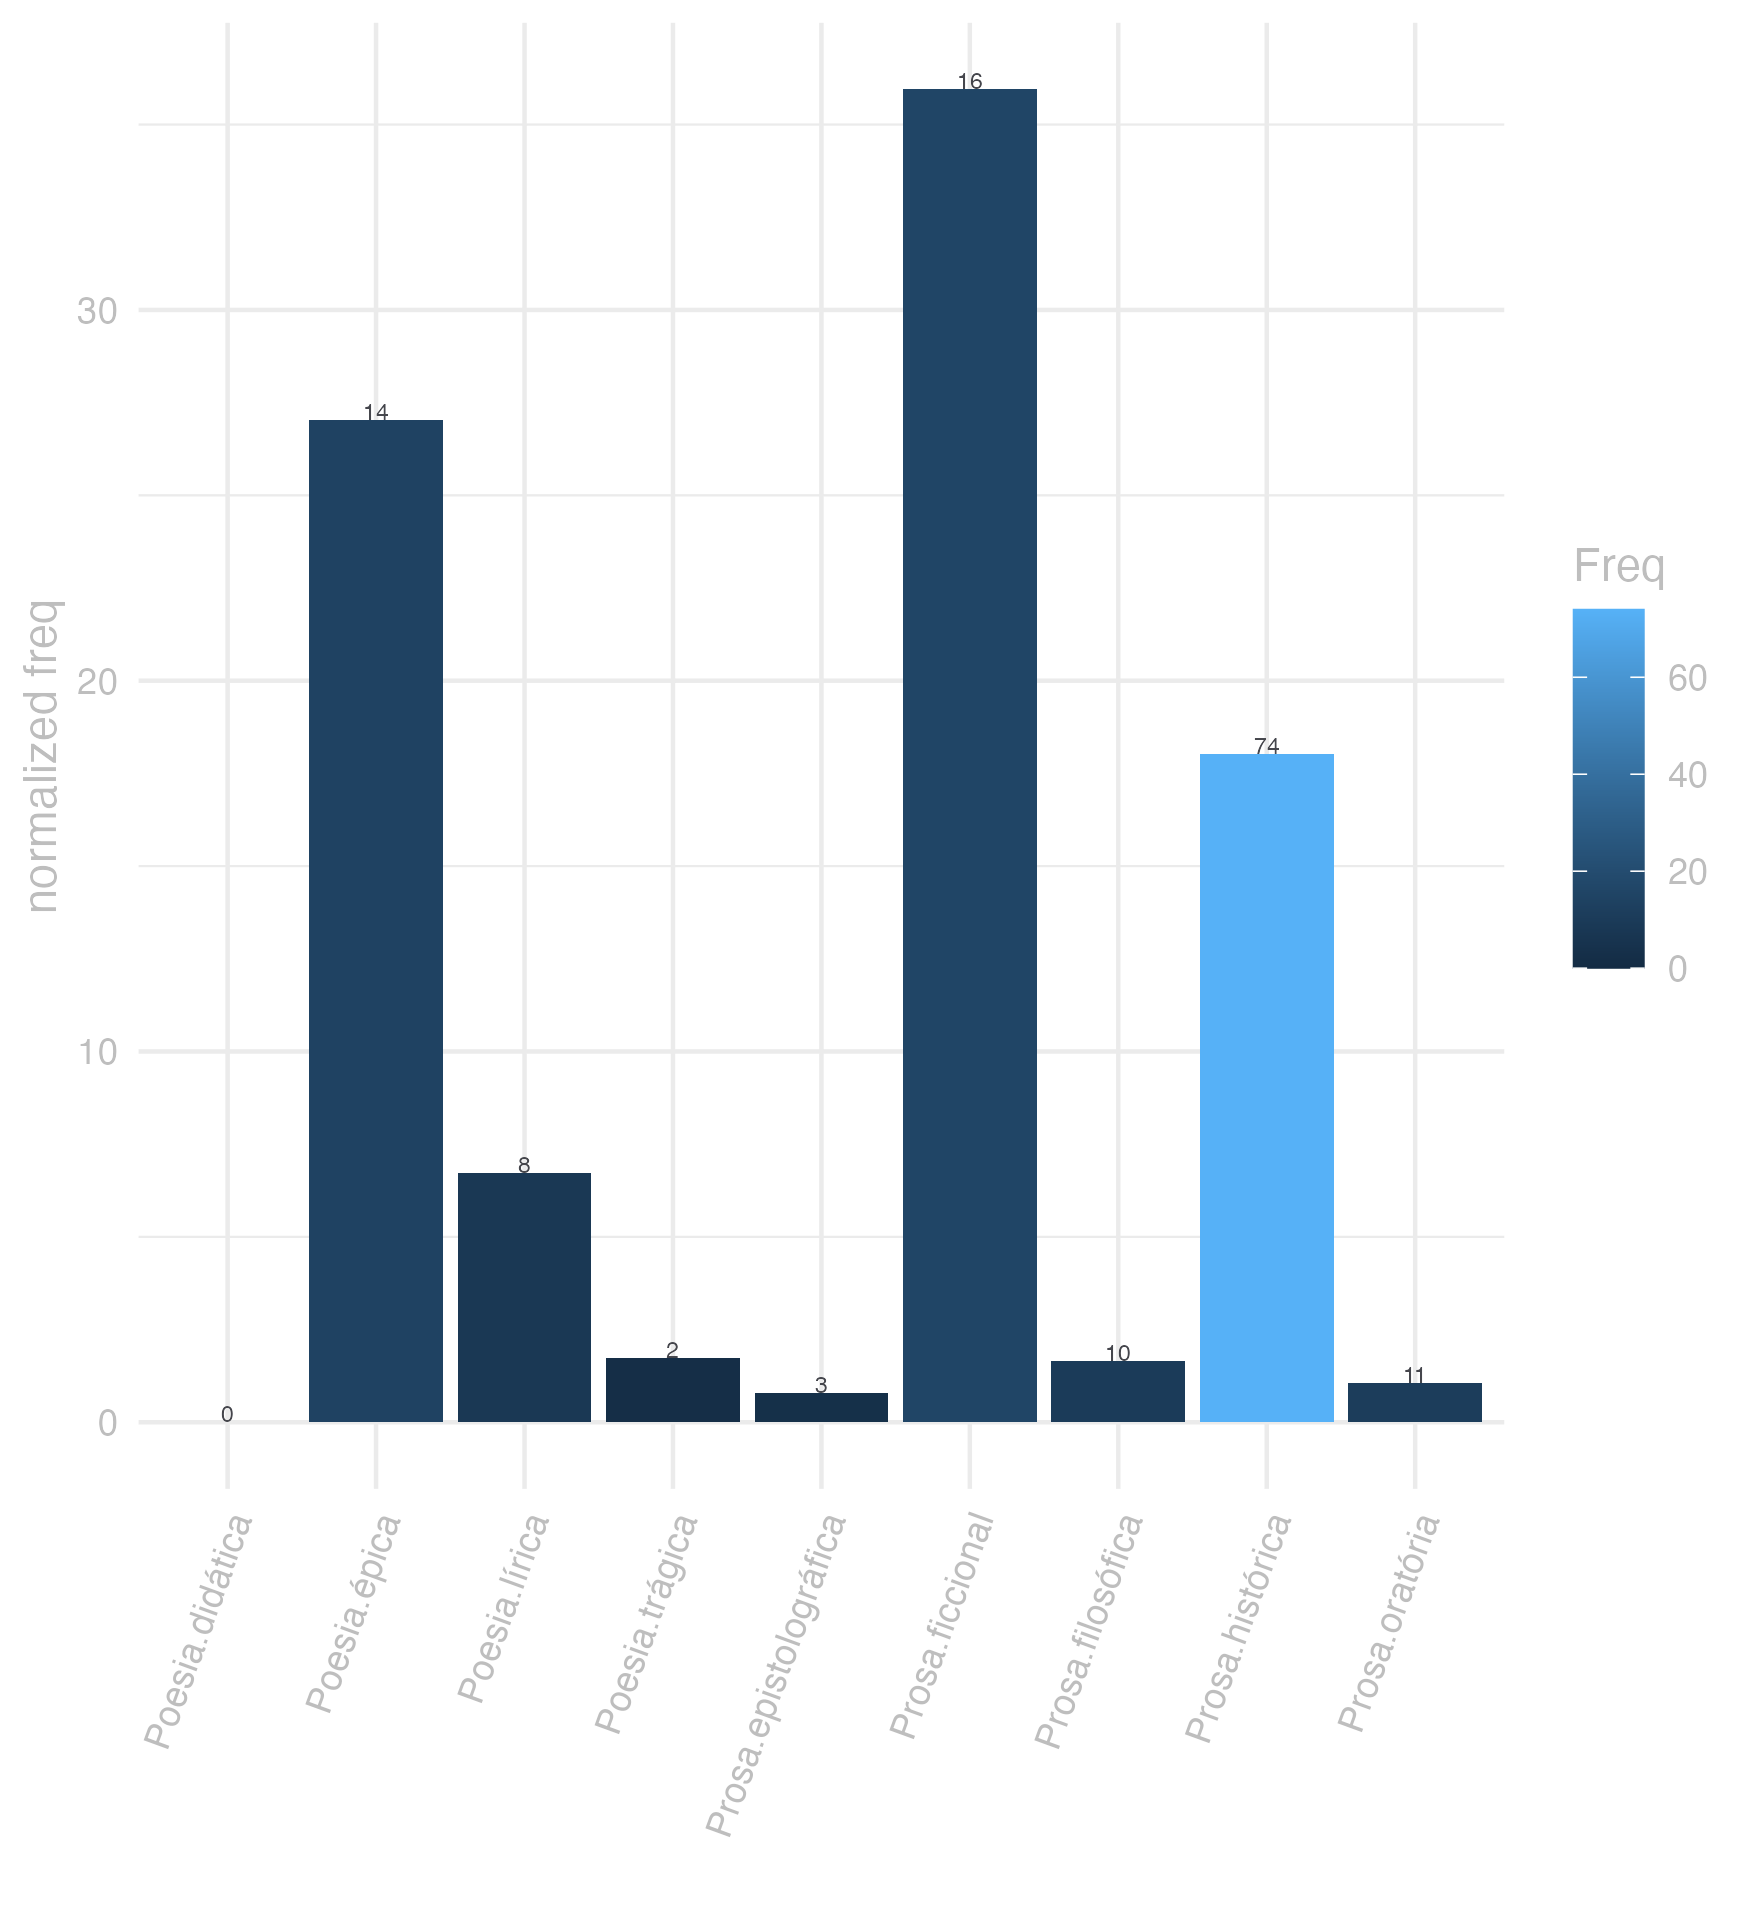 normalized freq
30
20
10
0
0
14
8
2
3
16
10
74
11
Poesia.didática
Poesia.épica
Poesia.lírica
Poesia.trágica
Prosa.epistolográfica
Prosa.ficcional
Prosa.filosófica
Prosa.histórica
Prosa.oratória
Freq
60
40
20
0